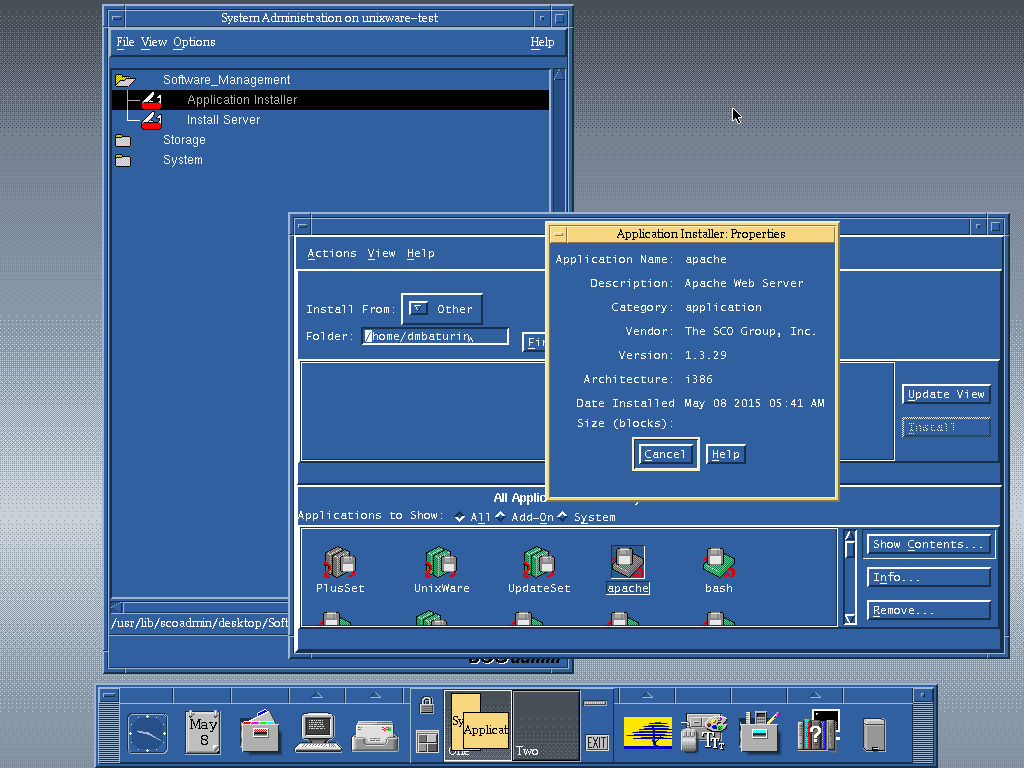 System Administration on unixware-test
File View Options Help
Software_Management
Application Installer
Install Server
Storage
System
Actions View Help
Install From: Other
Folder: /home/dmbaturin
Update View
Install
Application Installer: Properties
Application Name: apache
Description: Apache Web Server
Category: application
Vendor: The SCO Group, Inc.
Version: 1.3.29
Architecture: i386
Date Installed May 08 2015 05:41 AM
Size (blocks):
Cancel Help
All Applic
Applications to Show: All Add-On System
PlusSet UnixWare UpdateSet apache bash
Show Contents...
Info...
Remove...
/usr/lib/scoadmin/desktop/Soft
May
8
Sy
Applicat
One
Two
EXIT